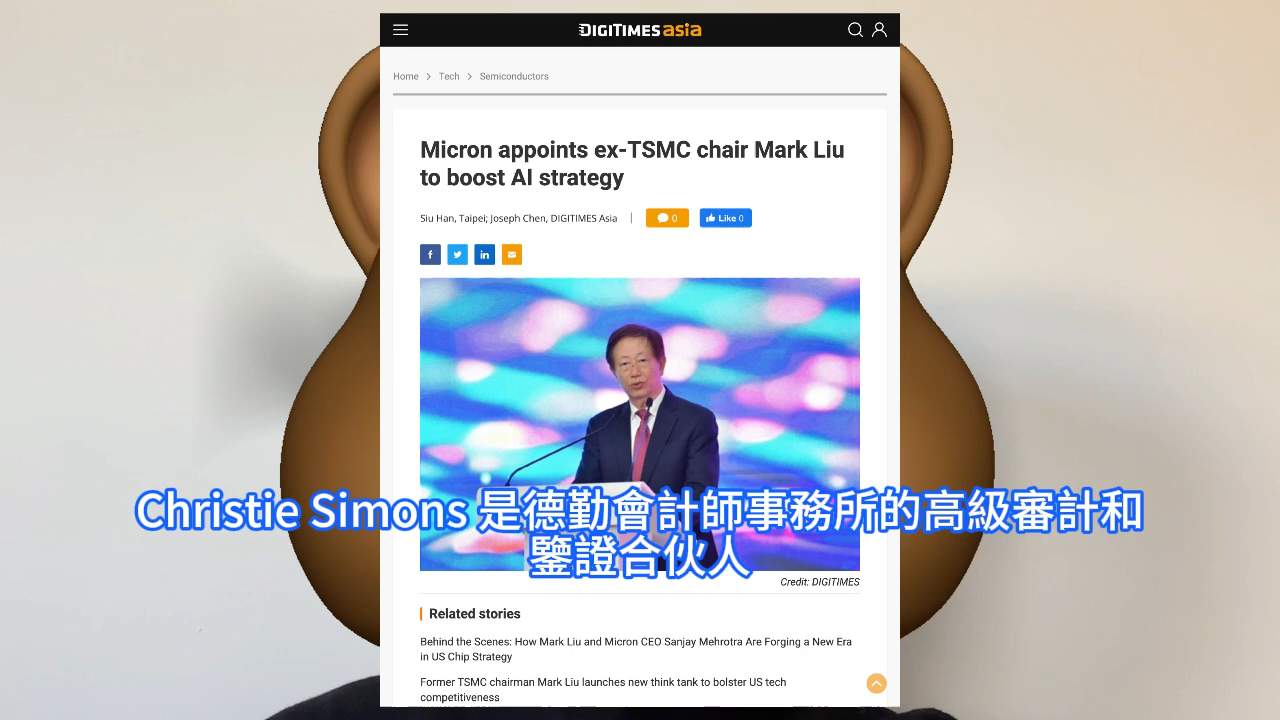 DIGITIMES asia
Home > Tech > Semiconductors
Micron appoints ex-TSMC chair Mark Liu
to boost AI strategy
Siu Han, Taipei; Joseph Chen, DIGITIMES Asia | 0 Like 0
Christie Simons 是德勤會計師事務所的高級審計和
鑒證合伙人
Credit: DIGITIMES
Related stories
Behind the Scenes: How Mark Liu and Micron CEO Sanjay Mehrotra Are Forging a New Era
in US Chip Strategy
Former TSMC chairman Mark Liu launches new think tank to bolster US tech
competitiveness